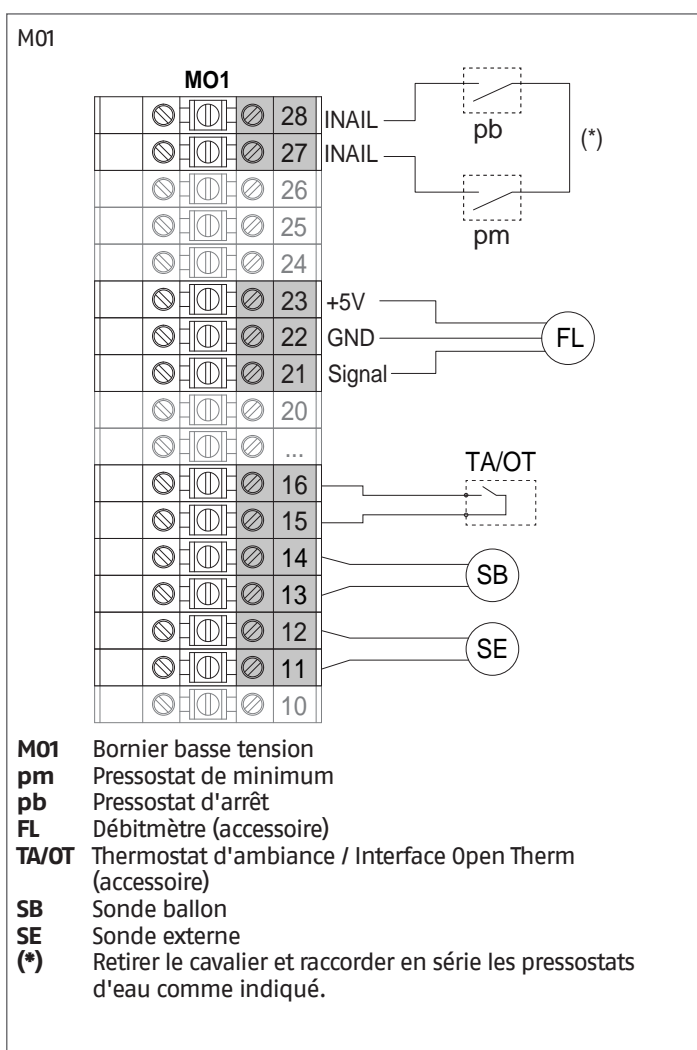 M01
MO1
28 INAIL
pb
(*)
27 INAIL
26
25
pm
24
23 +5V
22 GND
FL
21 Signal
20
...
TA/OT
16
15
14
SB
13
12
SE
11
10
M01 Bornier basse tension
pm Pressostat de minimum
pb Pressostat d'arrêt
FL Débitmètre (accessoire)
TA/OT Thermostat d'ambiance / Interface Open Therm
(accessoire)
SB Sonde ballon
SE Sonde externe
(*) Retirer le cavalier et raccorder en série les pressostats
d'eau comme indiqué.